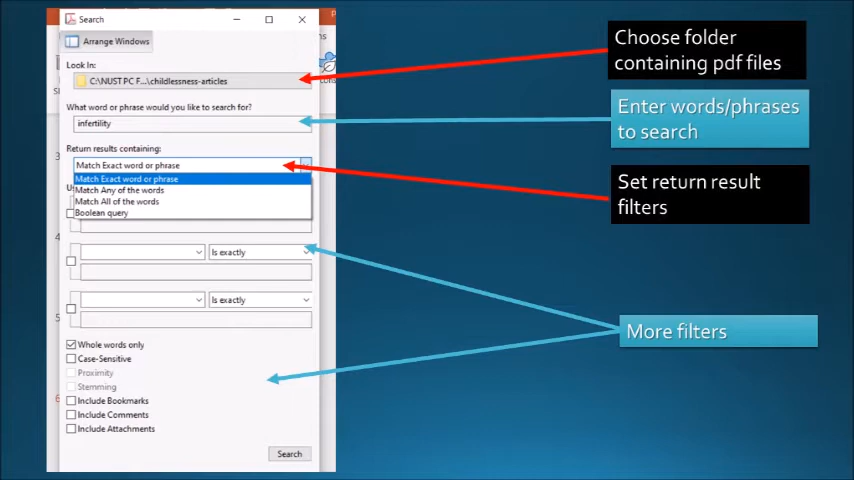 Search
Arrange Windows
Look In:
C:\NUST PC F...\childlessness-articles
What word or phrase would you like to search for?
infertility
Return results containing:
Match Exact word or phrase
Match Exact word or phrase
Match Any of the words
Match All of the words
Boolean query
Is exactly
Is exactly
Whole words only
Case-Sensitive
Proximity
Stemming
Include Bookmarks
Include Comments
Include Attachments
Search
Choose folder
containing pdf files
Enter words/phrases
to search
Set return result
filters
More filters